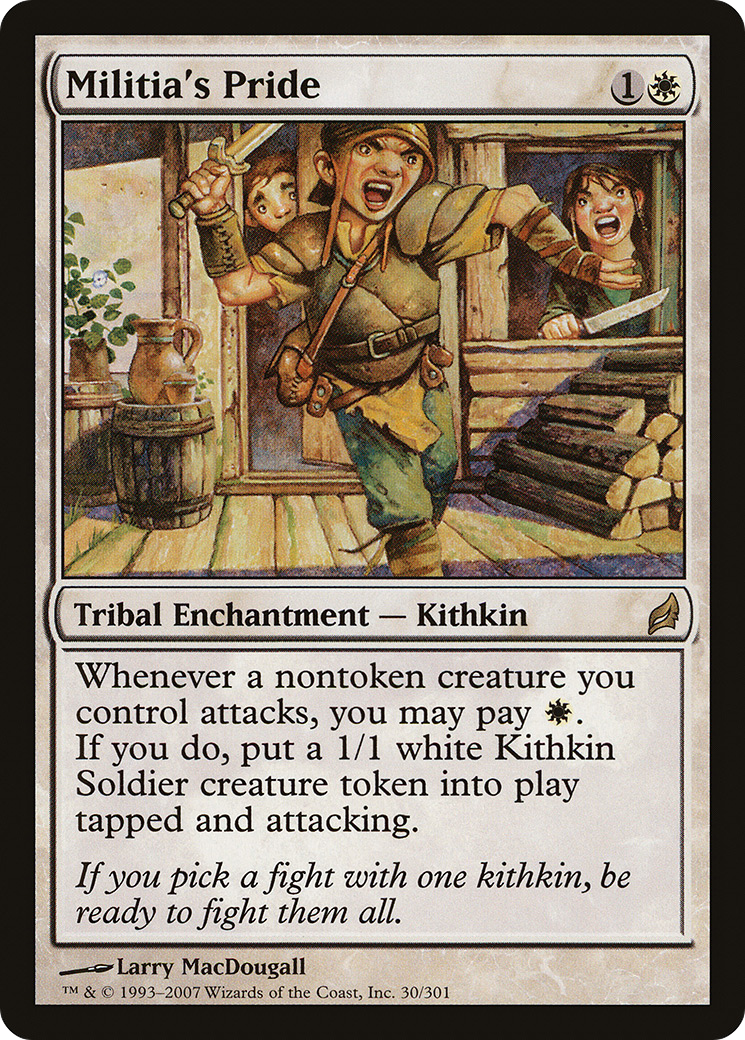 Militia's Pride 1
Tribal Enchantment — Kithkin
Whenever a nontoken creature you
control attacks, you may pay .
If you do, put a 1/1 white Kithkin
Soldier creature token into play
tapped and attacking.
If you pick a fight with one kithkin, be
ready to fight them all.
Larry MacDougall
™ & © 1993–2007 Wizards of the Coast, Inc. 30/301